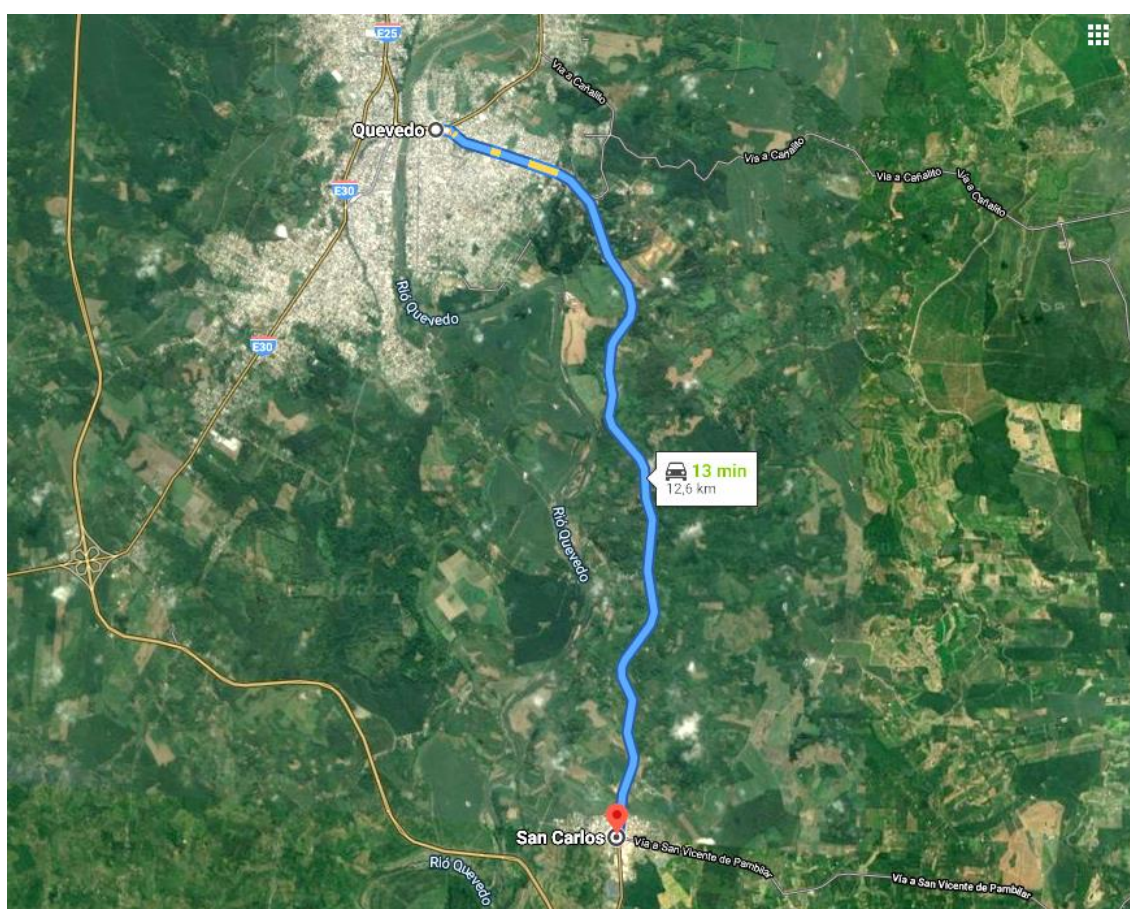 E25
Vía a Cañalito
Quevedo
Vía a Cañalito
Vía a Cañalito
Vía a Cañalito
E30
Rió Quevedo
E30
13 min
12,6 km
Rió Quevedo
San Carlos
Vía a San Vicente de Pambilar
Rió Quevedo
Vía a San Vicente de Pambilar